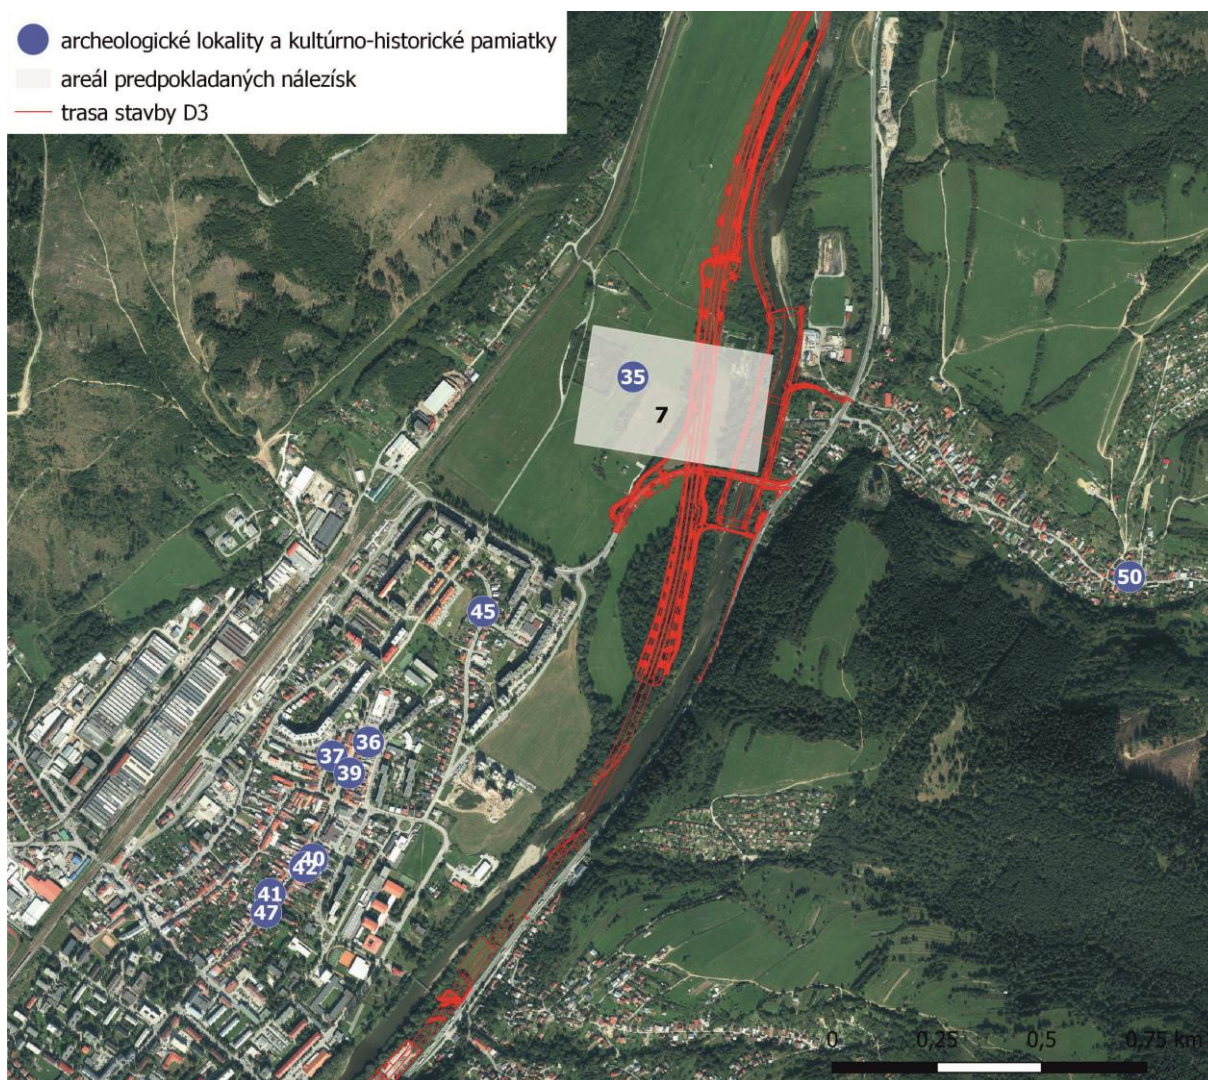 archeologické lokality a kultúrno-historické pamiatky
areál predpokladaných nálezísk
trasa stavby D3
35
7
50
45
36
37
39
40
42
41
47
0 0,25 0,5 0,75 km